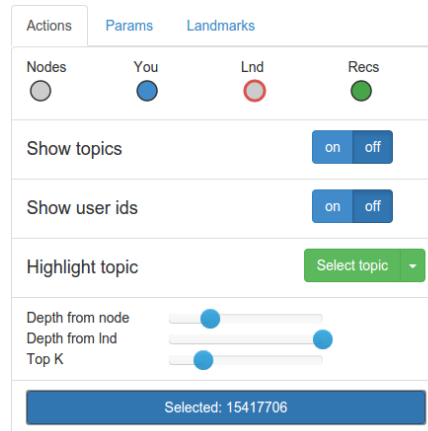 Actions Params Landmarks
Nodes You Lnd Recs
Show topics on off
Show user ids on off
Highlight topic Select topic
Depth from node
Depth from lnd
Top K
Selected: 15417706